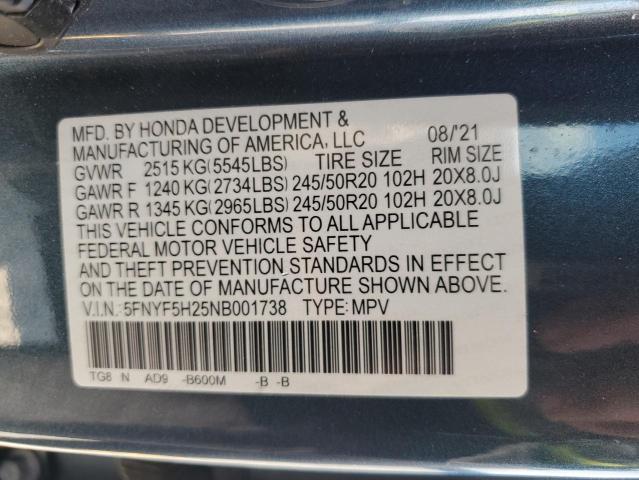 MFD. BY HONDA DEVELOPMENT &
MANUFACTURING OF AMERICA, LLC 08/'21
GVWR 2515 KG(5545LBS) TIRE SIZE RIM SIZE
GAWR F 1240 KG(2734LBS) 245/50R20 102H 20X8.0J
GAWR R 1345 KG(2965LBS) 245/50R20 102H 20X8.0J
THIS VEHICLE CONFORMS TO ALL APPLICABLE
FEDERAL MOTOR VEHICLE SAFETY
AND THEFT PREVENTION STANDARDS IN EFFECT
ON THE DATE OF MANUFACTURE SHOWN ABOVE.
V.I.N.:5FNYF5H25NB001738 TYPE:MPV
TG8 N AD9 -B600M -B -B